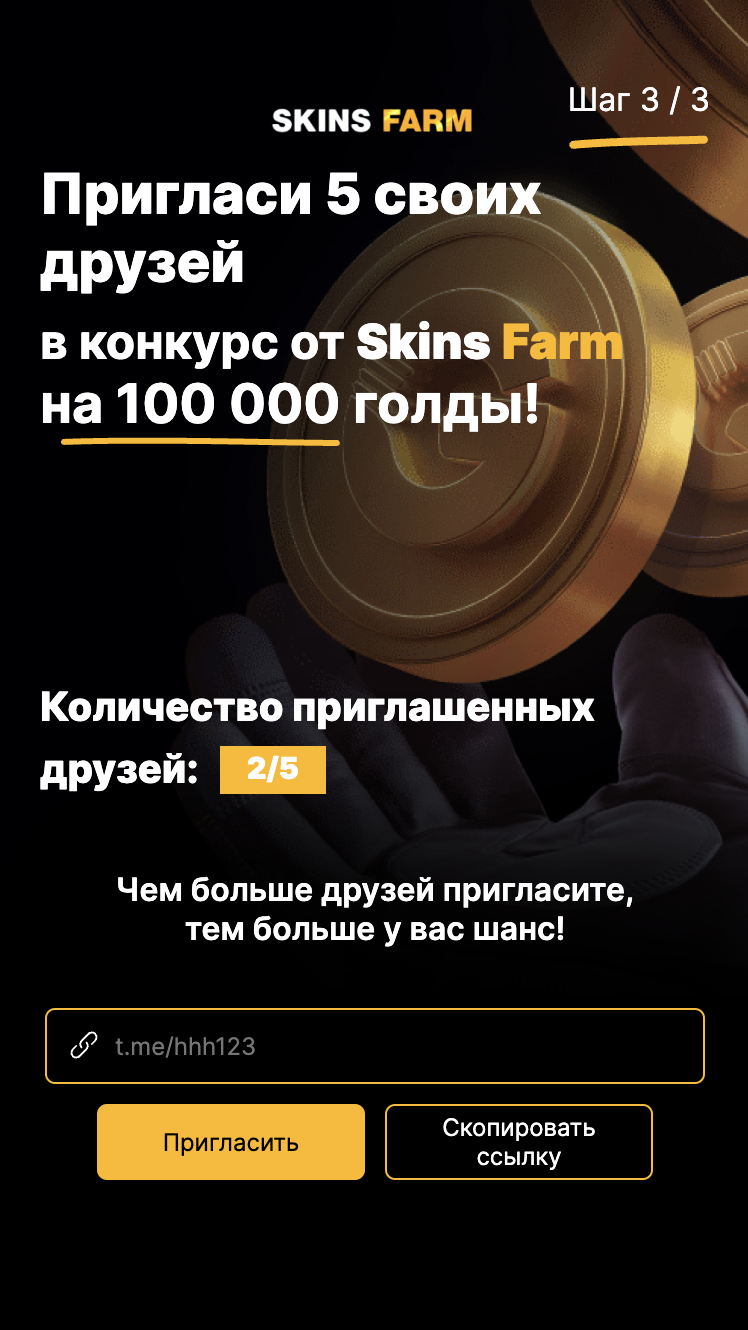 Шаг 3 / 3
SKINS FARM
Пригласи 5 своих
друзей
в конкурс от Skins Farm
на 100 000 голды!
Количество приглашенных
друзей: 2/5
Чем больше друзей пригласите,
тем больше у вас шанс!
t.me/hhh123
Пригласить
Скопировать
ссылку